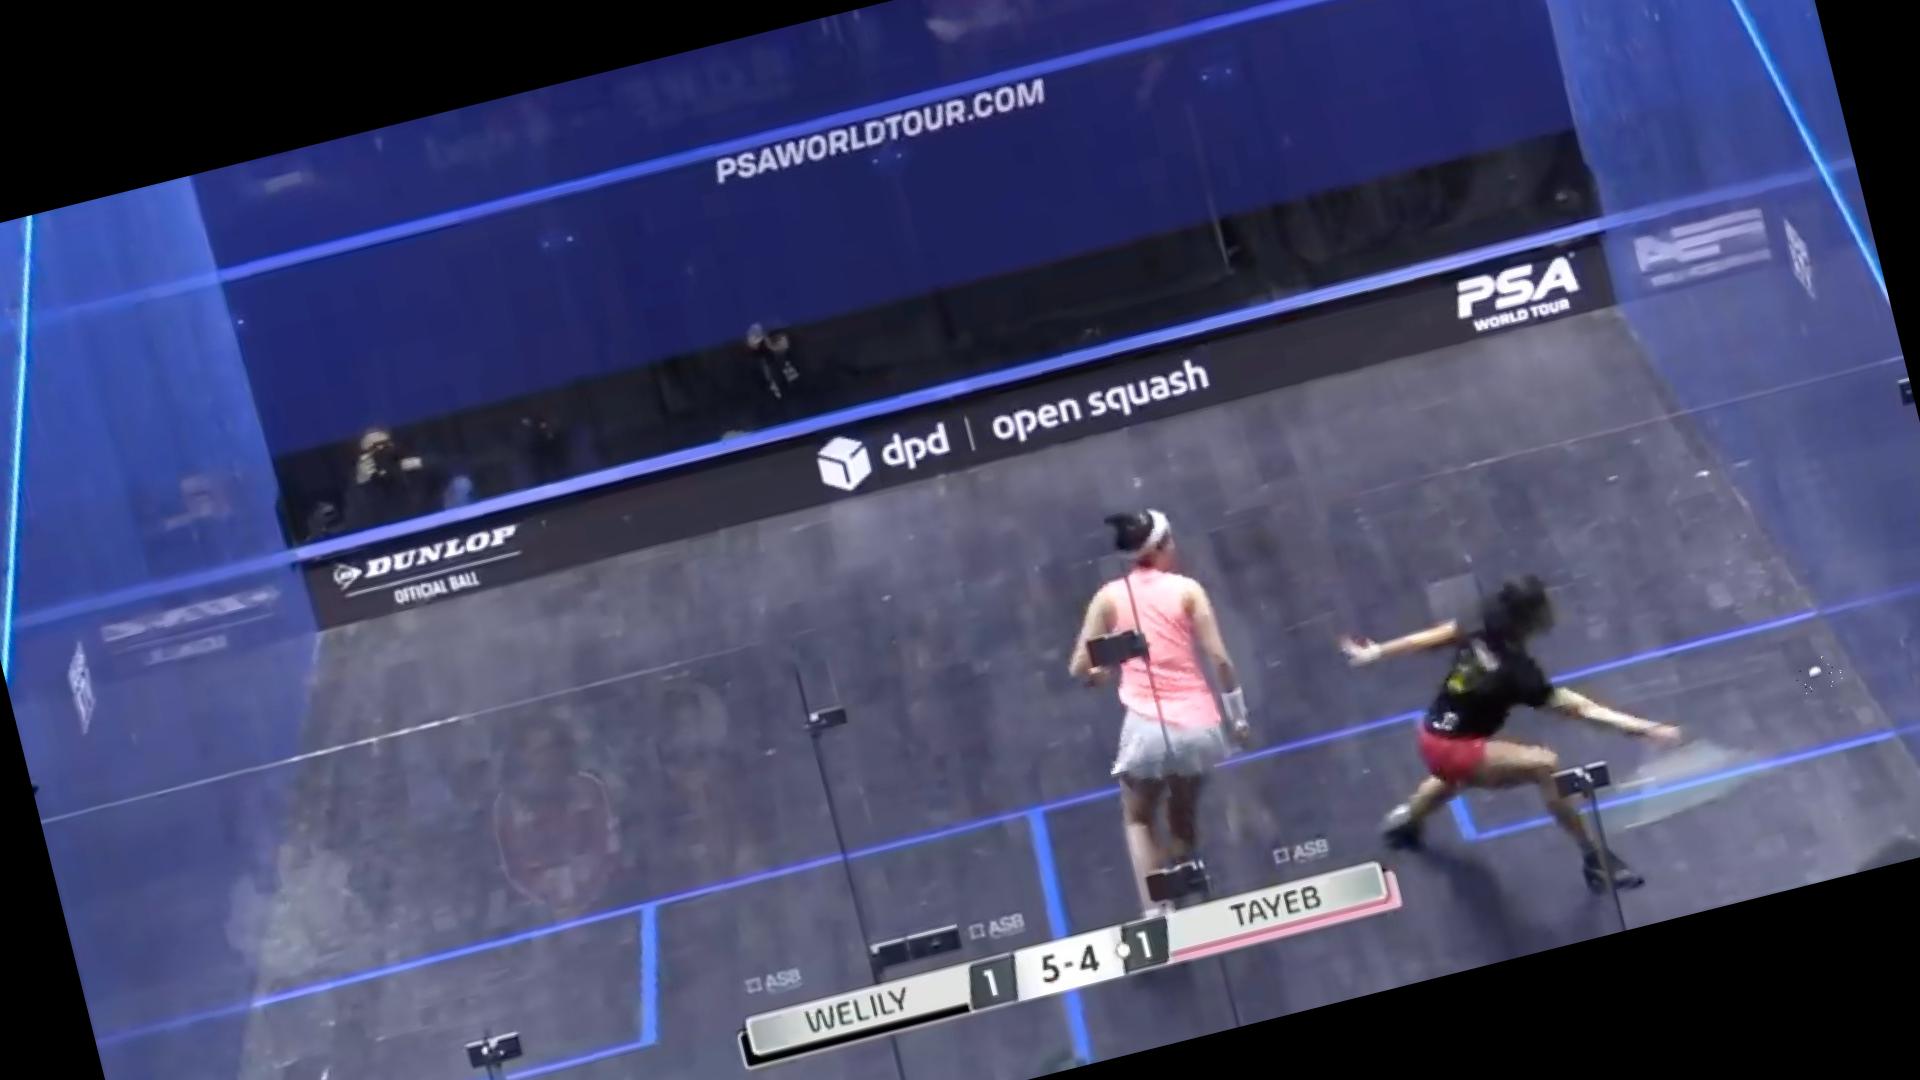 PSAWORLDTOUR.COM
PSA
WORLD TOUR
dpd | open squash
DUNLOP
OFFICIAL BALL
ASB
ASB
ASB
WELILY 1 5-4 1 TAYEB